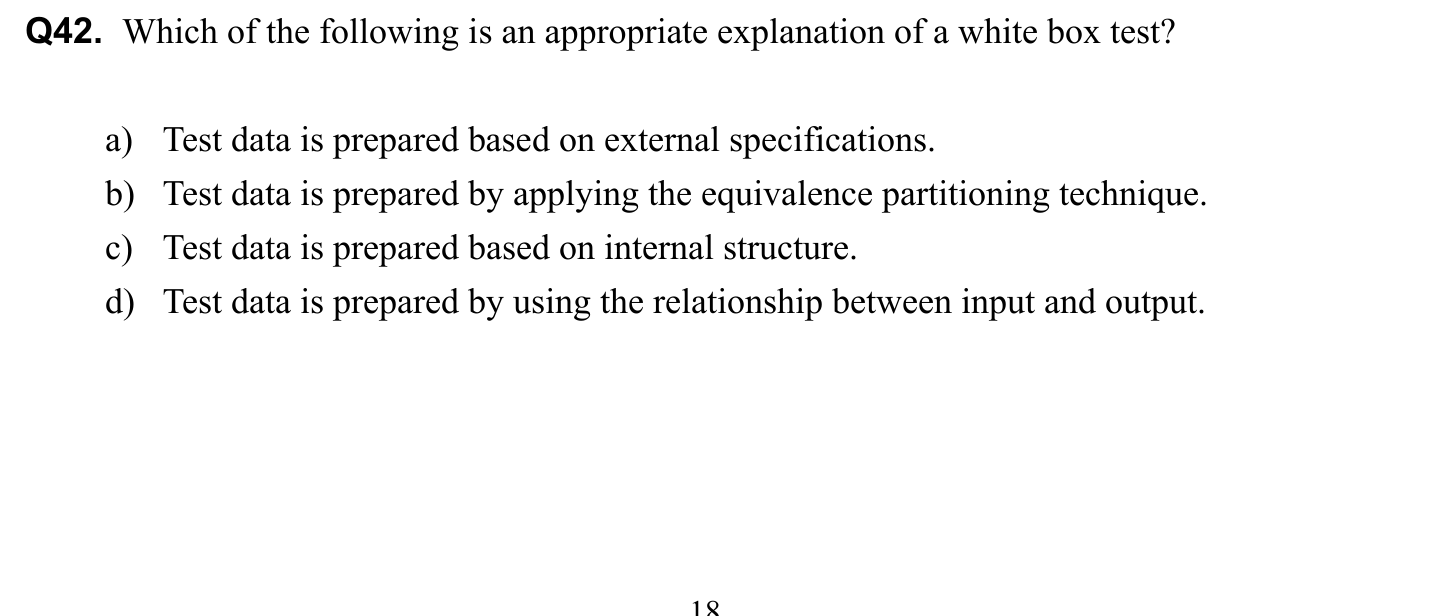 Q42. Which of the following is an appropriate explanation of a white box test?
a) Test data is prepared based on external specifications.
b) Test data is prepared by applying the equivalence partitioning technique.
c) Test data is prepared based on internal structure.
d) Test data is prepared by using the relationship between input and output.
18